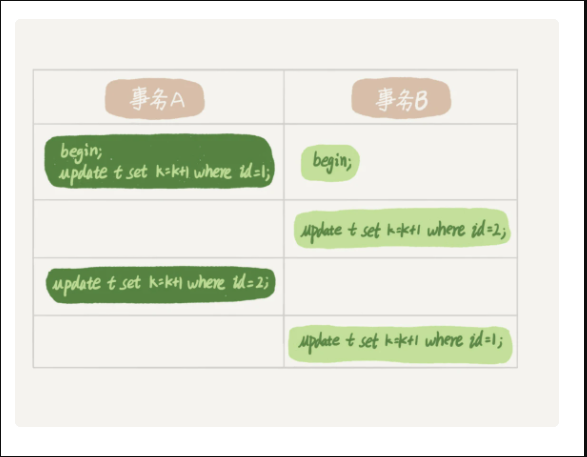 事务A
事务B
begin;
update t set k=k+1 where id=1;
begin;
update t set k=k+1 where id=2;
update t set k=k+1 where id=2;
update t set k=k+1 where id=1;